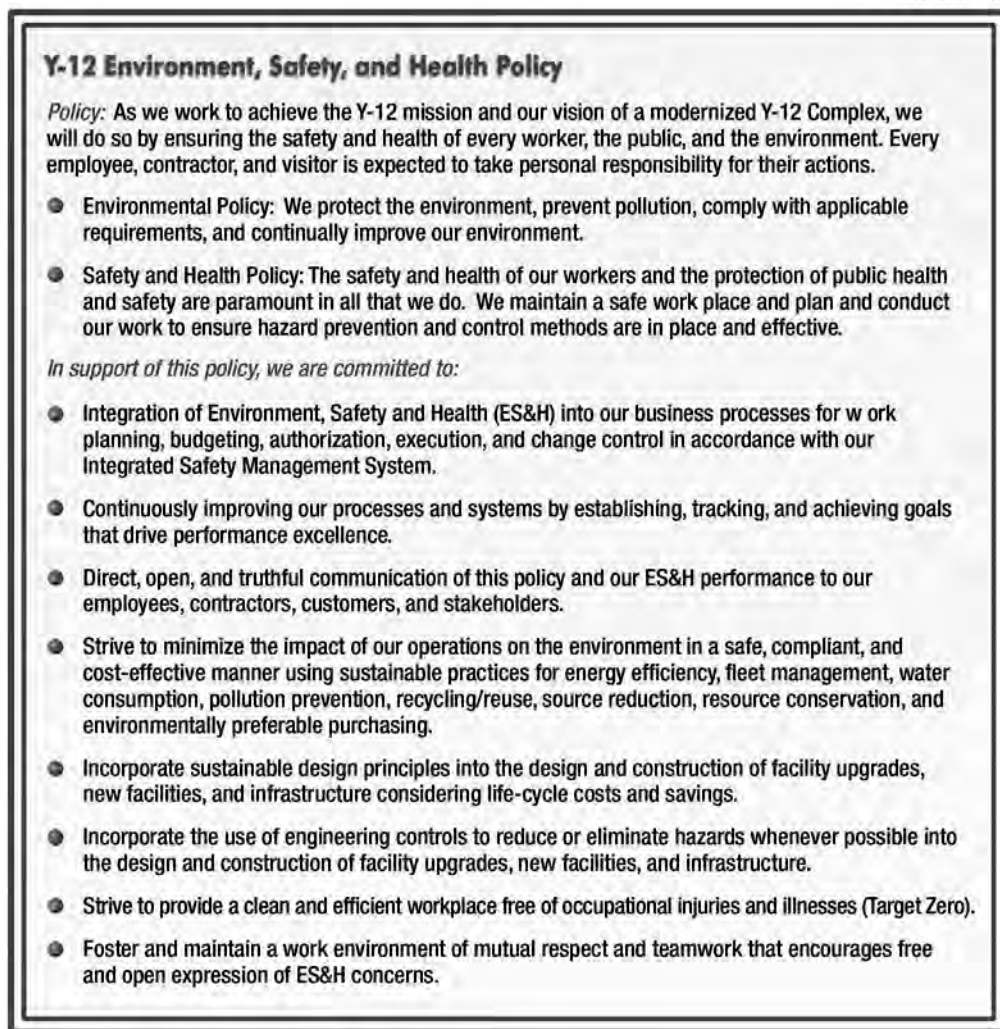 Y-12 Environment, Safety, and Health Policy
Policy: As we work to achieve the Y-12 mission and our vision of a modernized Y-12 Complex, we
will do so by ensuring the safety and health of every worker, the public, and the environment. Every
employee, contractor, and visitor is expected to take personal responsibility for their actions.
Environmental Policy: We protect the environment, prevent pollution, comply with applicable
requirements, and continually improve our environment.
Safety and Health Policy: The safety and health of our workers and the protection of public health
and safety are paramount in all that we do. We maintain a safe work place and plan and conduct
our work to ensure hazard prevention and control methods are in place and effective.
In support of this policy, we are committed to:
Integration of Environment, Safety and Health (ES&H) into our business processes for w ork
planning, budgeting, authorization, execution, and change control in accordance with our
Integrated Safety Management System.
Continuously improving our processes and systems by establishing, tracking, and achieving goals
that drive performance excellence.
Direct, open, and truthful communication of this policy and our ES&H performance to our
employees, contractors, customers, and stakeholders.
Strive to minimize the impact of our operations on the environment in a safe, compliant, and
cost-effective manner using sustainable practices for energy efficiency, fleet management, water
consumption, pollution prevention, recycling/reuse, source reduction, resource conservation, and
environmentally preferable purchasing.
Incorporate sustainable design principles into the design and construction of facility upgrades,
new facilities, and infrastructure considering life-cycle costs and savings.
Incorporate the use of engineering controls to reduce or eliminate hazards whenever possible into
the design and construction of facility upgrades, new facilities, and infrastructure.
Strive to provide a clean and efficient workplace free of occupational injuries and illnesses (Target Zero).
Foster and maintain a work environment of mutual respect and teamwork that encourages free
and open expression of ES&H concerns.